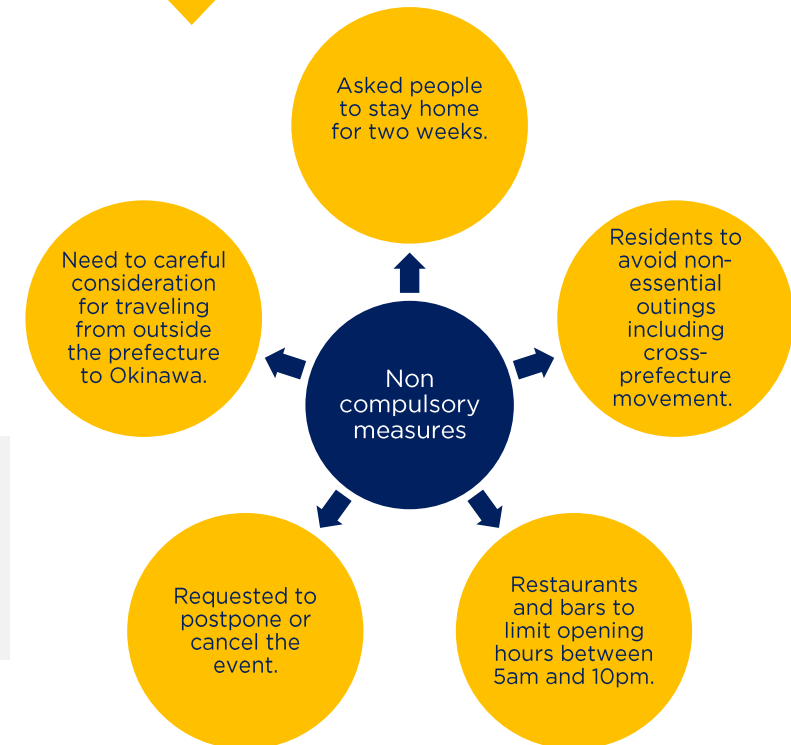 Asked people
to stay home
for two weeks.
Need to careful
consideration
for traveling
from outside
the prefecture
to Okinawa.
Residents to
avoid non-
essential
outings
including
cross-
prefecture
movement.
Non
compulsory
measures
Requested to
postpone or
cancel the
event.
Restaurants
and bars to
limit opening
hours between
5am and 10pm.